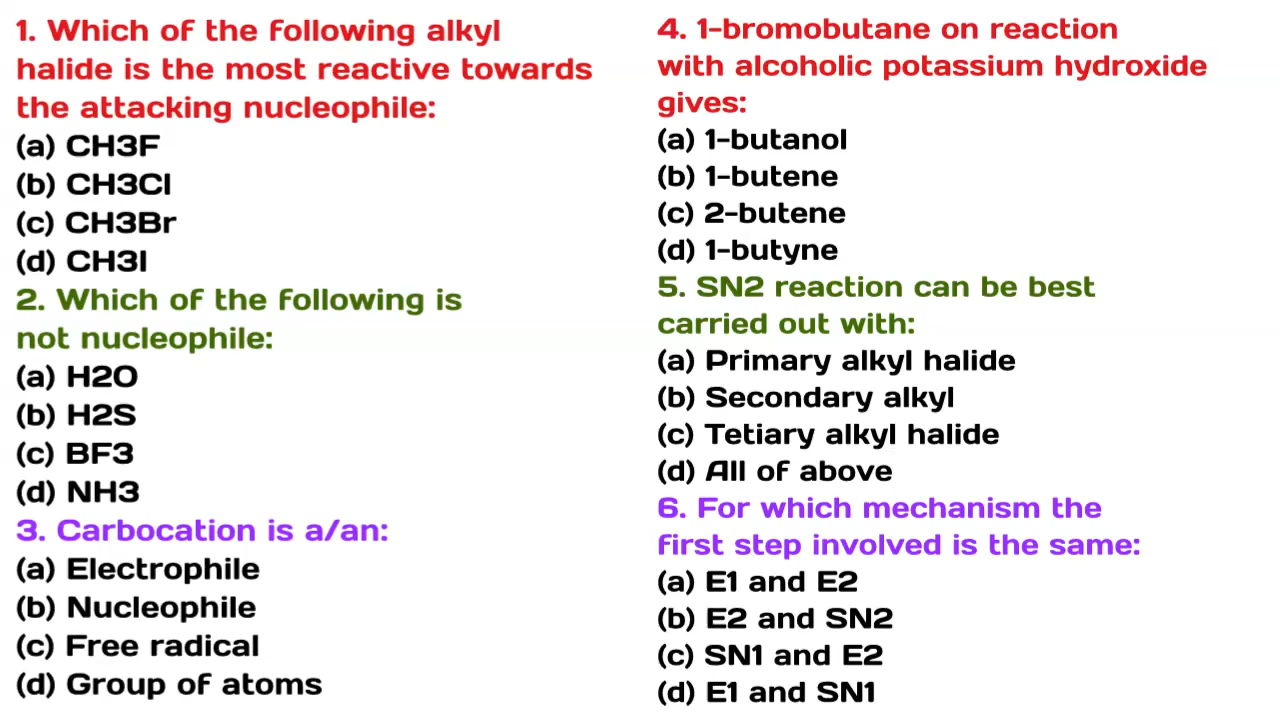 1. Which of the following alkyl
halide is the most reactive towards
the attacking nucleophile:
(a) CH3F
(b) CH3Cl
(c) CH3Br
(d) CH3I
2. Which of the following is
not nucleophile:
(a) H2O
(b) H2S
(c) BF3
(d) NH3
3. Carbocation is a/an:
(a) Electrophile
(b) Nucleophile
(c) Free radical
(d) Group of atoms
4. 1-bromobutane on reaction
with alcoholic potassium hydroxide
gives:
(a) 1-butanol
(b) 1-butene
(c) 2-butene
(d) 1-butyne
5. SN2 reaction can be best
carried out with:
(a) Primary alkyl halide
(b) Secondary alkyl
(c) Tetiary alkyl halide
(d) All of above
6. For which mechanism the
first step involved is the same:
(a) E1 and E2
(b) E2 and SN2
(c) SN1 and E2
(d) E1 and SN1